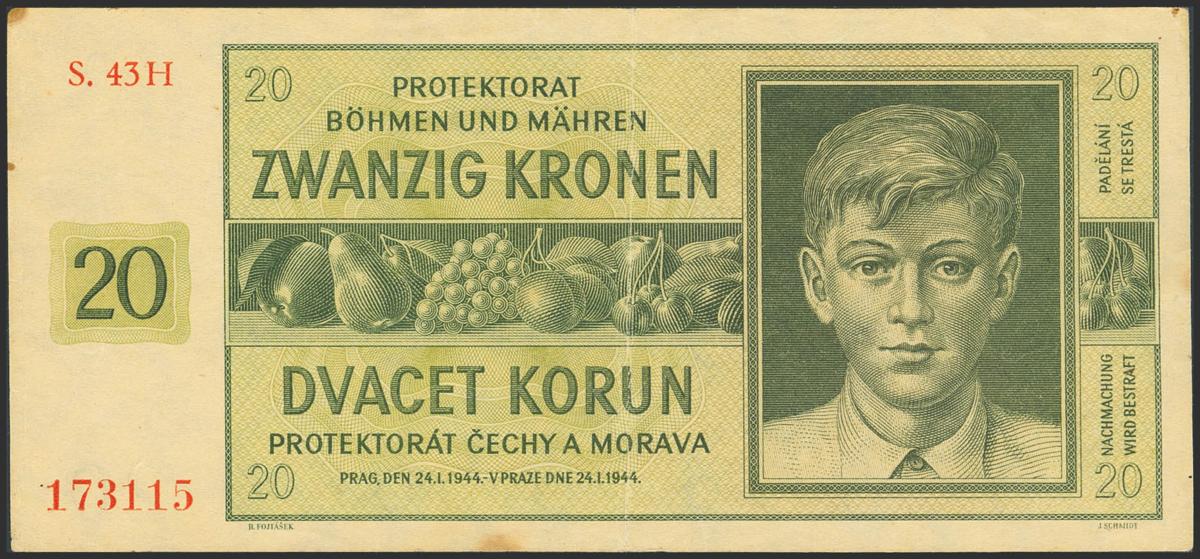 S. 43H
20
PROTEKTORAT
BÖHMEN UND MÄHREN
ZWANZIG KRONEN
20
PADĚLÁNÍ
SE TRESTÁ
20
DVACET KORUN
PROTEKTORÁT ČECHY A MORAVA
PRAG, DEN 24.I.1944.-V PRAZE DNE 24.I.1944.
NACHMACHUNG
WIRD BESTRAFT
173115
20
20
B. FOJTÁŠEK
J. SCHMIDT